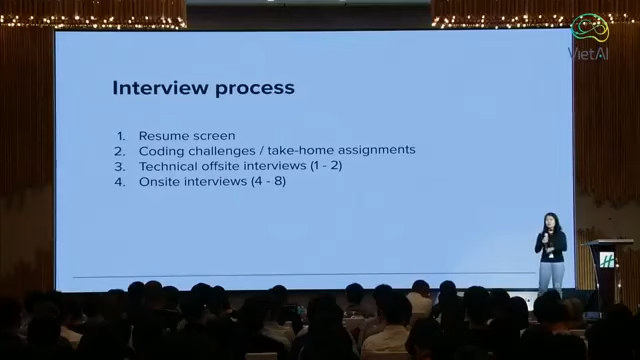 VietAI
Interview process
1. Resume screen
2. Coding challenges / take-home assignments
3. Technical offsite interviews (1 - 2)
4. Onsite interviews (4 - 8)
H